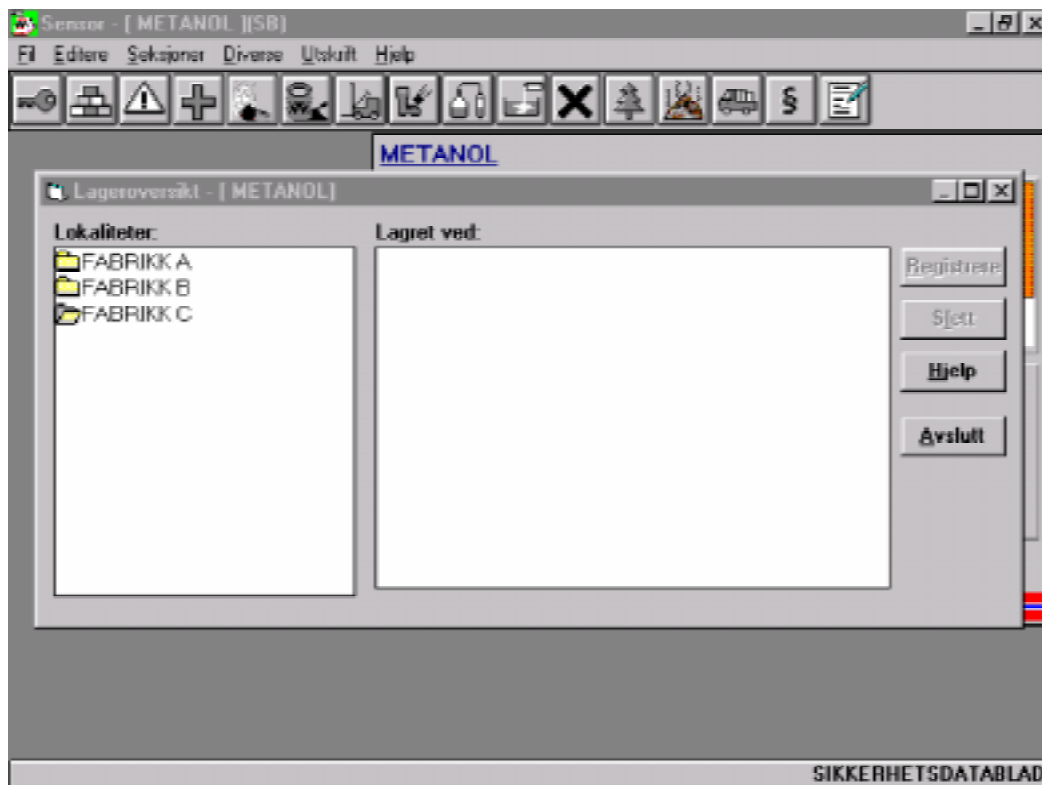 Sensor - [ METANOL ](SB)
Fil Editere Seksjoner Diverse Utskrift Hjelp
§
METANOL
Lageroversikt - [ METANOL]
Lokaliteter:
Lagret ved:
FABRIKK A
FABRIKK B
FABRIKK C
Registrere
Slett
Hjelp
Avslutt
SIKKERHETSDATABLAD